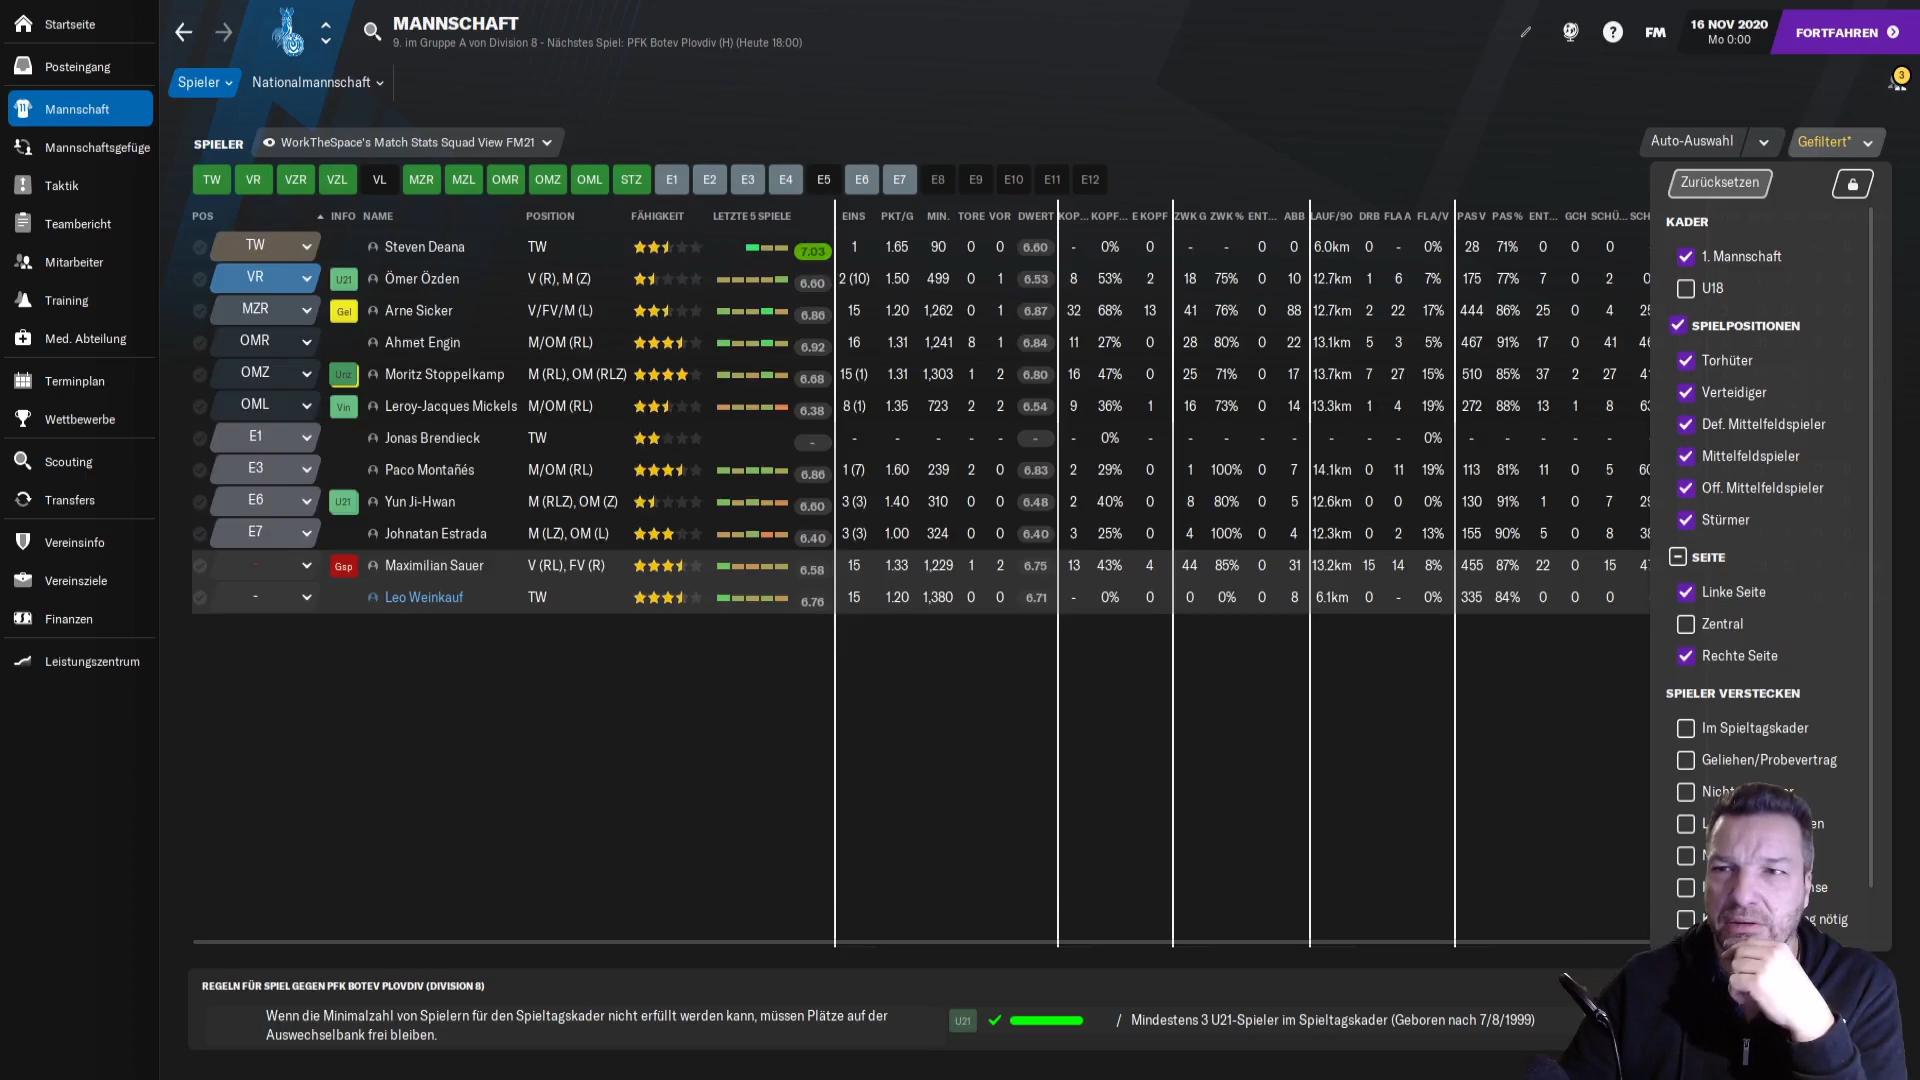 Startseite
Posteingang
Mannschaft
Mannschaftsgefüge
Taktik
Teambericht
Mitarbeiter
Training
Med. Abteilung
Terminplan
Wettbewerbe
Scouting
Transfers
Vereinsinfo
Vereinsziele
Finanzen
Leistungszentrum
MANNSCHAFT
9. im Gruppe A von Division 8 - Nächstes Spiel: PFK Botev Plovdiv (H) (Heute 18:00)
FM
16 NOV 2020
Mo 0:00
FORTFAHREN
3
Spieler
Nationalmannschaft
SPIELER WorkTheSpace's Match Stats Squad View FM21
Auto-Auswahl
Gefiltert*
TW VR VZR VZL VL MZR MZL OMR OMZ OML STZ E1 E2 E3 E4 E5 E6 E7 E8 E9 E10 E11 E12
POS INFO NAME POSITION FÄHIGKEIT LETZTE 5 SPIELE EINS PKT/G MIN. TORE VOR DWERT KOP... KOPF... E KOPF ZWK G ZWK % ENT... ABB LAUF/90 DRB FLA A FL A/V PAS V PAS % ENT... GCH SCHÜ... SCH
TW Steven Deana TW 7.03 1 1.65 90 0 0 6.60 - 0% 0 - - 0 0 6.0km 0 - 0% 28 71% 0 0 0
VR U21 Ömer Özden V (R), M (Z) 6.60 2 (10) 1.50 499 0 1 6.53 8 53% 2 18 75% 0 10 12.7km 1 6 7% 175 77% 7 0 2
MZR Gel Arne Sicker V/FV/M (L) 6.86 15 1.20 1,262 0 1 6.87 32 68% 13 41 76% 0 88 12.7km 2 22 17% 444 86% 25 0 4
OMR Ahmet Engin M/OM (RL) 6.92 16 1.31 1,241 8 1 6.84 11 27% 0 28 80% 0 22 13.1km 5 3 5% 467 91% 17 0 41
OMZ Unz Moritz Stoppelkamp M (RL), OM (RLZ) 6.68 15 (1) 1.31 1,303 1 2 6.80 16 47% 0 25 71% 0 17 13.7km 7 27 15% 510 85% 37 2 27
OML Vin Leroy-Jacques Mickels M/OM (RL) 6.38 8 (1) 1.35 723 2 2 6.54 9 36% 1 16 73% 0 14 13.3km 1 4 19% 272 88% 13 1 8
E1 Jonas Brendieck TW - - - - - - - - 0% - - - - - - - - 0% - - - - -
E3 Paco Montañés M/OM (RL) 6.86 1 (7) 1.60 239 2 0 6.83 2 29% 0 1 100% 0 7 14.1km 0 11 19% 113 81% 11 0 5
E6 U21 Yun Ji-Hwan M (RLZ), OM (Z) 6.60 3 (3) 1.40 310 0 0 6.48 2 40% 0 8 80% 0 5 12.6km 0 0 0% 130 91% 1 0 7
E7 Johnatan Estrada M (LZ), OM (L) 6.40 3 (3) 1.00 324 0 0 6.40 3 25% 0 4 100% 0 4 12.3km 0 2 13% 155 90% 5 0 8
- Gsp Maximilian Sauer V (RL), FV (R) 6.58 15 1.33 1,229 1 2 6.75 13 43% 4 44 85% 0 31 13.2km 15 14 8% 455 87% 22 0 15
- Leo Weinkauf TW 6.76 15 1.20 1,380 0 0 6.71 - 0% 0 0 0% 0 8 6.1km 0 - 0% 335 84% 0 0 0
Zurücksetzen
KADER
1. Mannschaft
U18
SPIELPOSITIONEN
Torhüter
Verteidiger
Def. Mittelfeldspieler
Mittelfeldspieler
Off. Mittelfeldspieler
Stürmer
SEITE
Linke Seite
Zentral
Rechte Seite
SPIELER VERSTECKEN
Im Spieltagskader
Geliehen/Probevertrag
nötig
REGELN FÜR SPIEL GEGEN PFK BOTEV PLOVDIV (DIVISION 8)
Wenn die Minimalzahl von Spielern für den Spieltagskader nicht erfüllt werden kann, müssen Plätze auf der
Auswechselbank frei bleiben.
U21 / Mindestens 3 U21-Spieler im Spieltagskader (Geboren nach 7/8/1999)